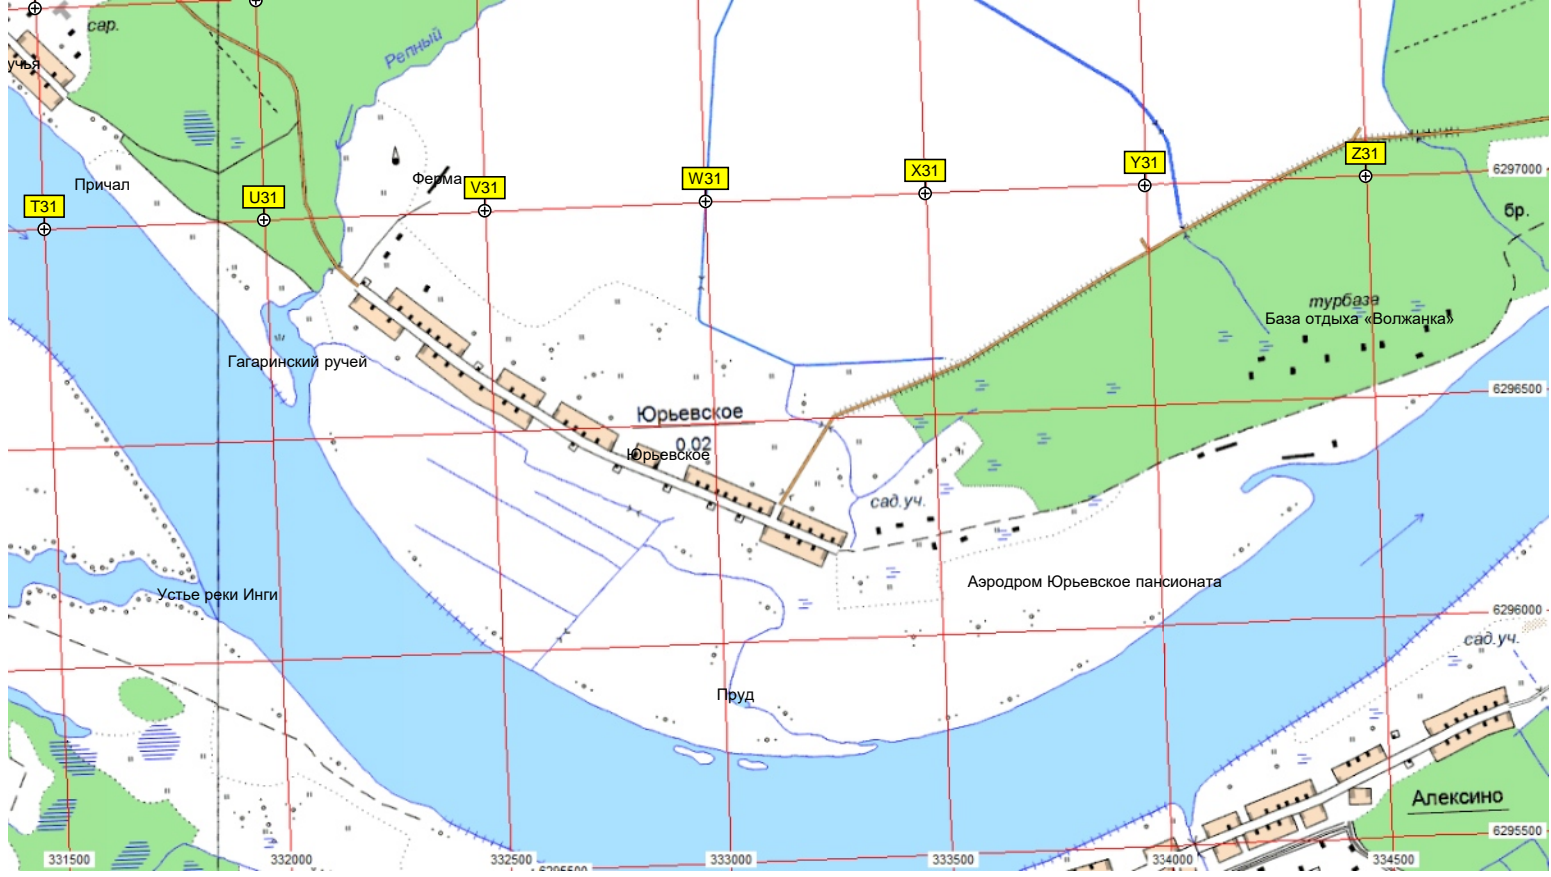 сар.
Репный
учья
Z31
Y31
6297000
X31
W31
Ферма
V31
Причал
U31
T31
бр.
турбаза
База отдыха «Волжанка»
Гагаринский ручей
6296500
Юрьевское
0.02
Юрьевское
сад.уч.
Аэродром Юрьевское пансионата
Устье реки Инги
6296000
сад.уч.
Пруд
Алексино
6295500
331500
332000
332500
333000
333500
334000
334500
6295500